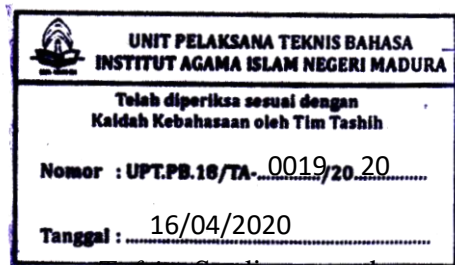 UNIT PELAKSANA TEKNIS BAHASA
INSTITUT AGAMA ISLAM NEGERI MADURA
Telah diperiksa sesuai dengan
Kaidah Kebahasaan oleh Tim Tashih
Nomor : UPT.PB.16/TA-.....0019/20..20.........
Tanggal : ....16/04/2020.......................